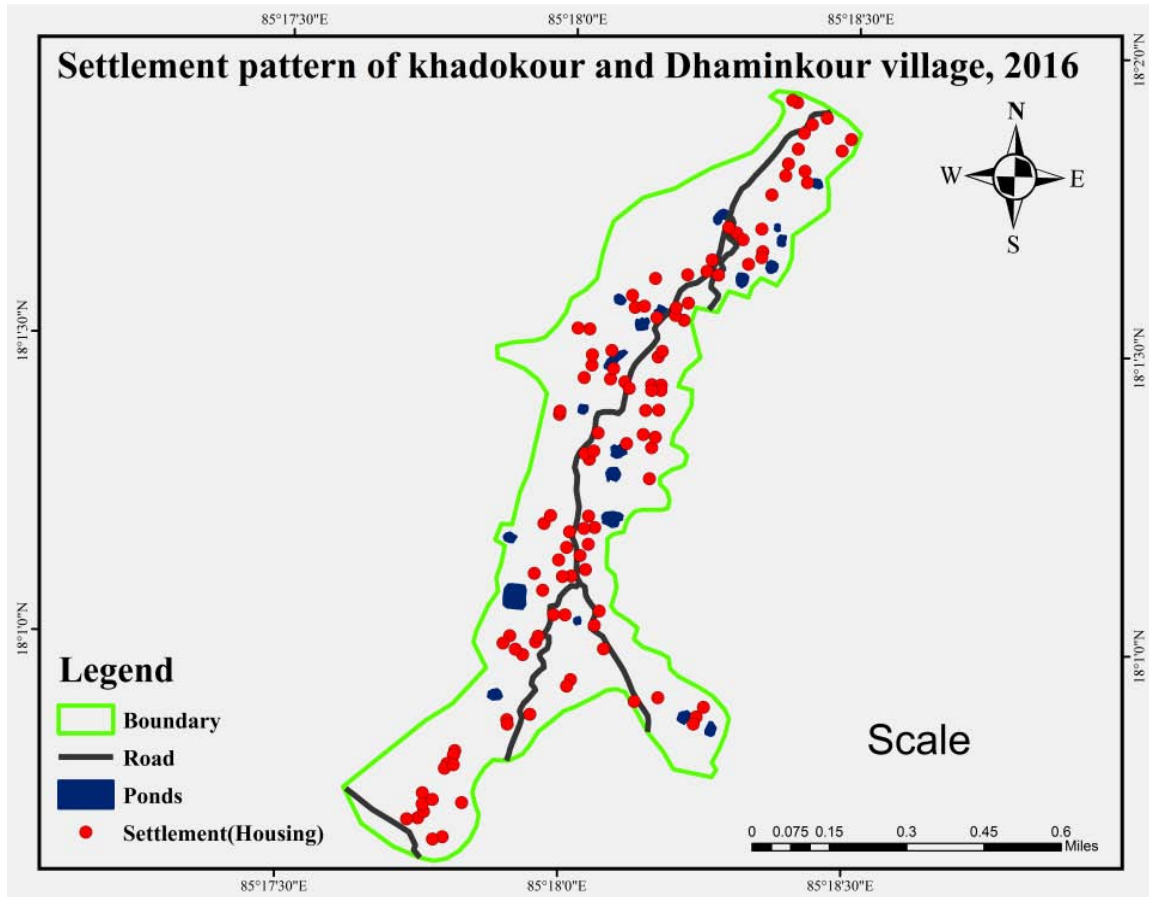 85°17'30"E 85°18'0"E 85°18'30"E
Settlement pattern of khadokour and Dhaminkour village, 2016
18°2'0"N
N
W E
S
18°1'30"N
18°1'30"N
18°1'0"N
18°1'0"N
Legend
Boundary
Road
Ponds
Settlement(Housing)
Scale
0 0.075 0.15 0.3 0.45 0.6
Miles
85°17'30"E 85°18'0"E 85°18'30"E